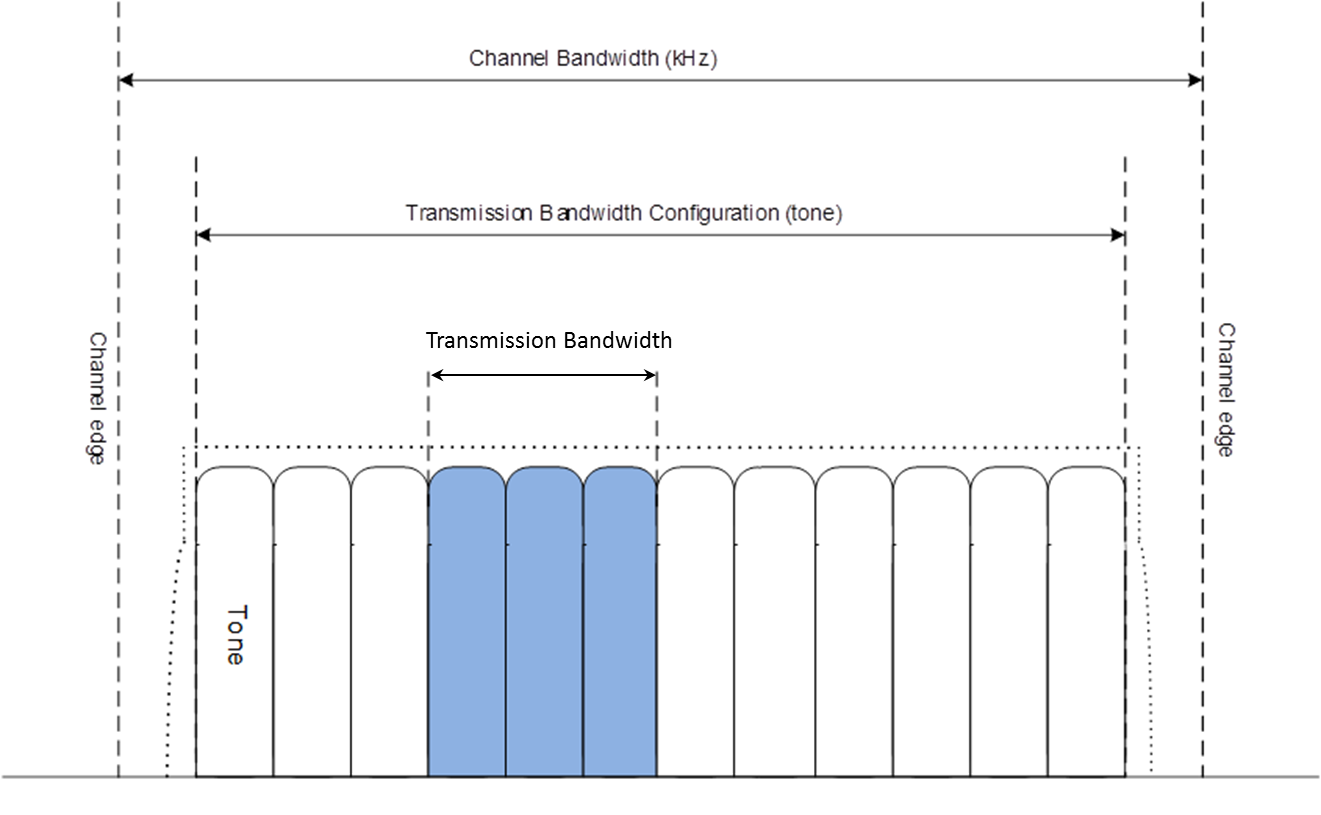 Channel Bandwidth (kHz)
Transmission Bandwidth Configuration (tone)
Transmission Bandwidth
Channel edge
Channel edge
Tone